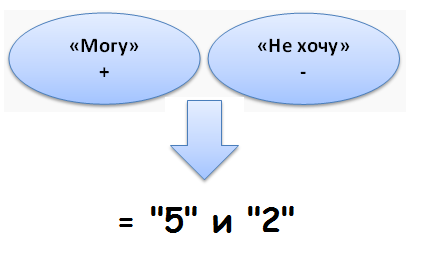 «Могу»
+
«Не хочу»
-
= "5" и "2"